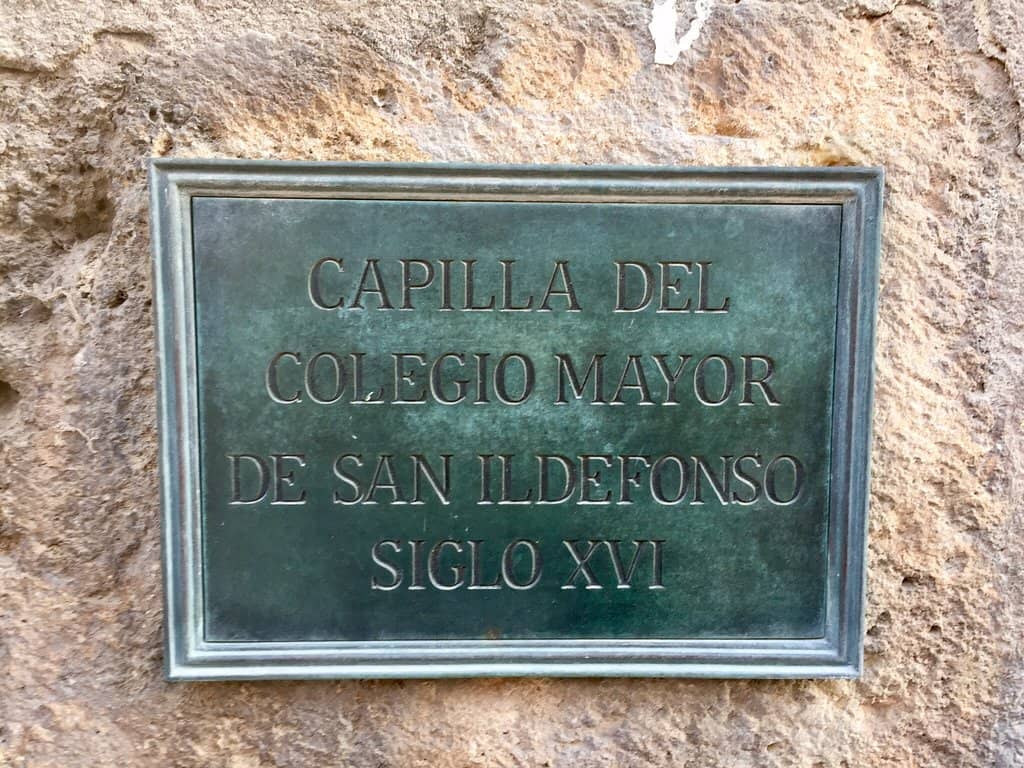 CAPILLA DEL
COLEGIO MAYOR
DE SAN ILDEFONSO
SIGLO XVI